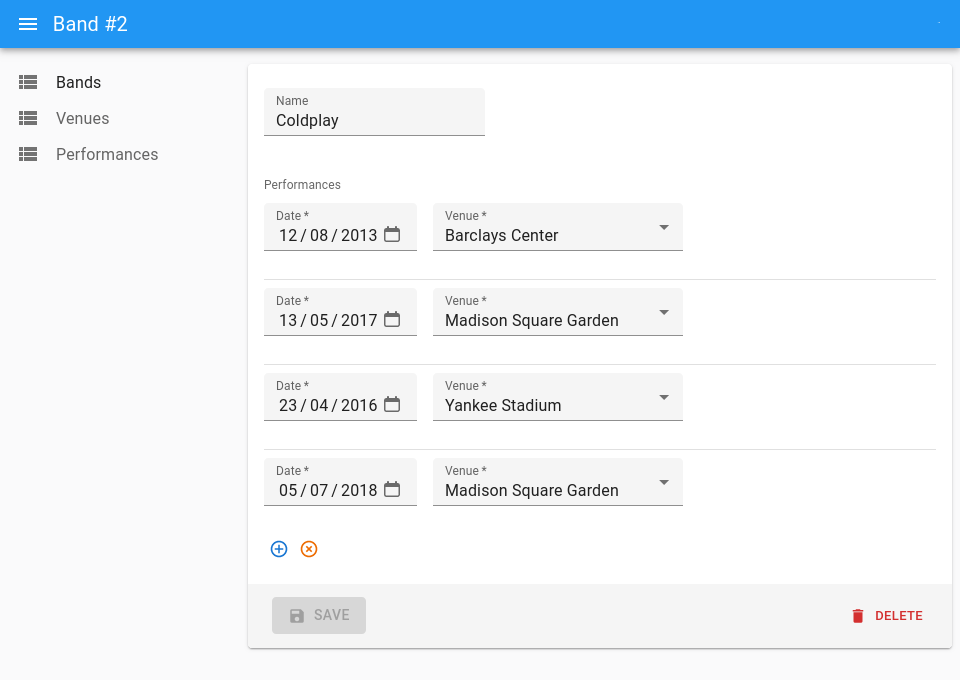 Band #2
Bands
Venues
Performances
Name
Coldplay
Performances
Date *
Venue *
12 / 08 / 2013
Barclays Center
Date *
Venue *
13 / 05 / 2017
Madison Square Garden
Date *
Venue *
23 / 04 / 2016
Yankee Stadium
Date *
Venue *
05 / 07 / 2018
Madison Square Garden
SAVE
DELETE